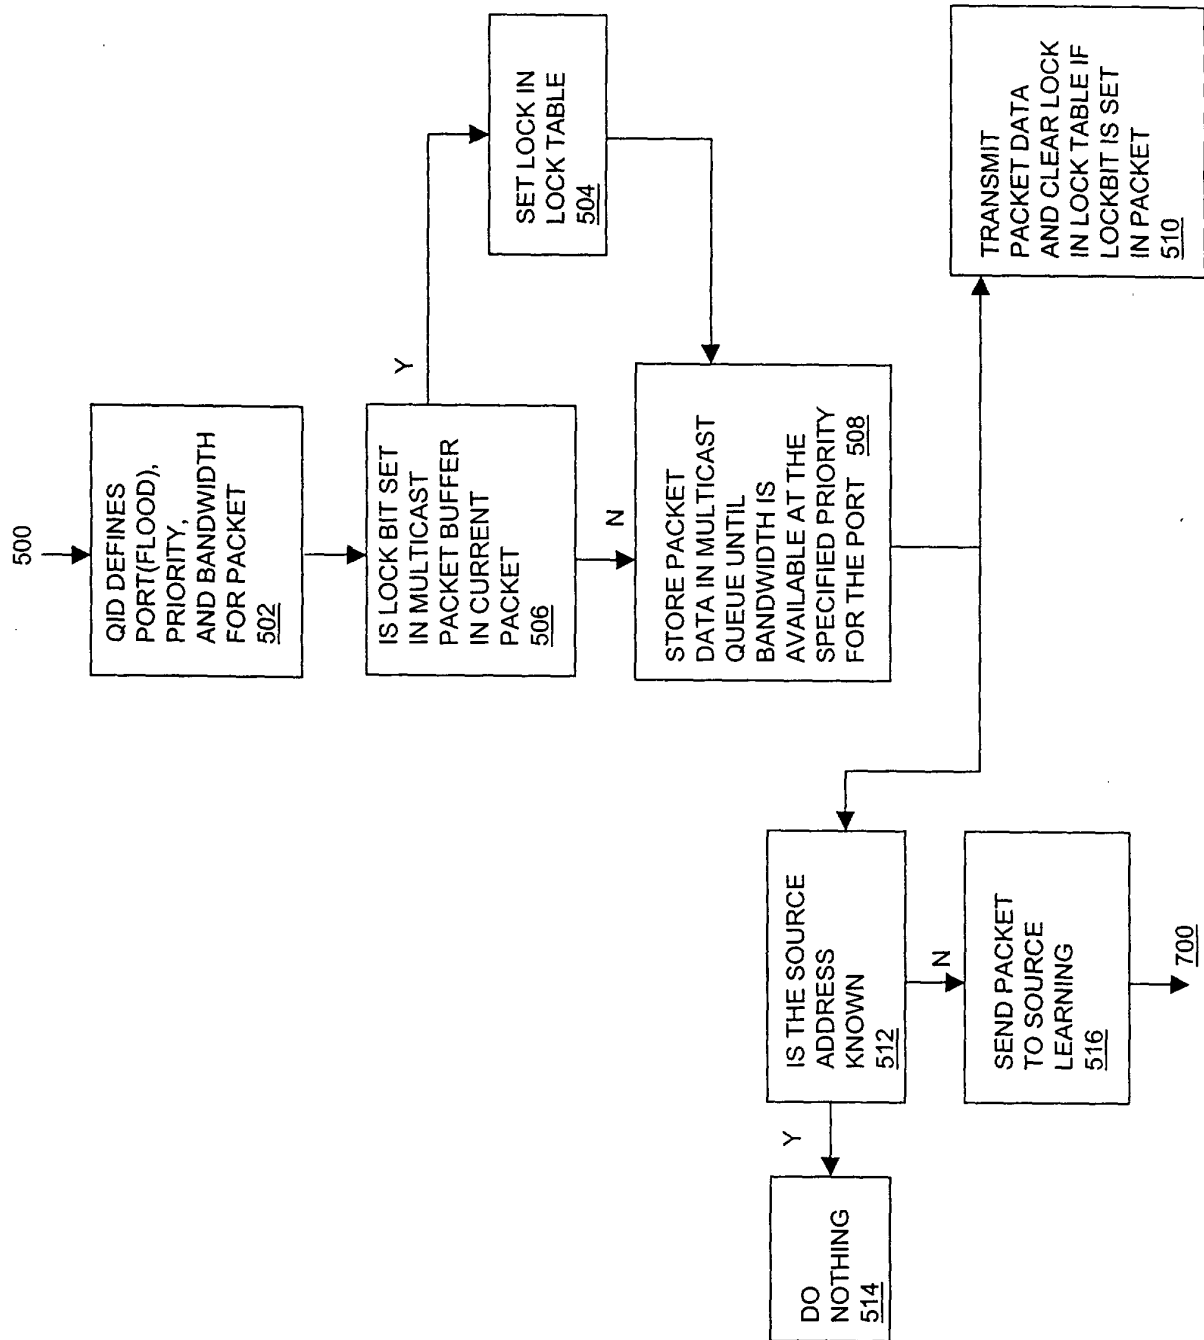 500
QID DEFINES
PORT(FLOOD),
PRIORITY,
AND BANDWIDTH
FOR PACKET
502
IS LOCK BIT SET
IN MULTICAST
PACKET BUFFER
IN CURRENT
PACKET
506
Y
SET LOCK IN
LOCK TABLE
504
N
STORE PACKET
DATA IN MULTICAST
QUEUE UNTIL
BANDWIDTH IS
AVAILABLE AT THE
SPECIFIED PRIORITY
FOR THE PORT 508
TRANSMIT
PACKET DATA
AND CLEAR LOCK
IN LOCK TABLE IF
LOCKBIT IS SET
IN PACKET
510
IS THE SOURCE
ADDRESS
KNOWN
512
Y
DO
NOTHING
514
N
SEND PACKET
TO SOURCE
LEARNING
516
700